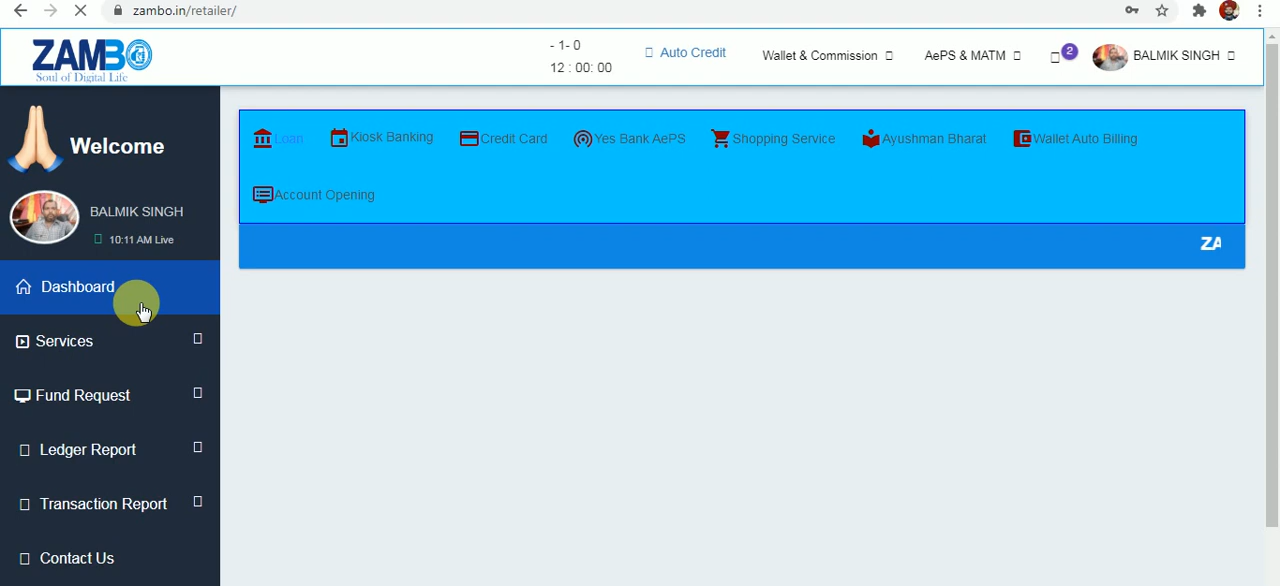 zambo.in/retailer/
ZAMBO
Soul of Digital Life
- 1- 0
12 : 00: 00
Auto Credit
Wallet & Commission
AePS & MATM
2
BALMIK SINGH
Welcome
BALMIK SINGH
10:11 AM Live
Loan
Kiosk Banking
Credit Card
Yes Bank AePS
Shopping Service
Ayushman Bharat
Wallet Auto Billing
Account Opening
ZA
Dashboard
Services
Fund Request
Ledger Report
Transaction Report
Contact Us